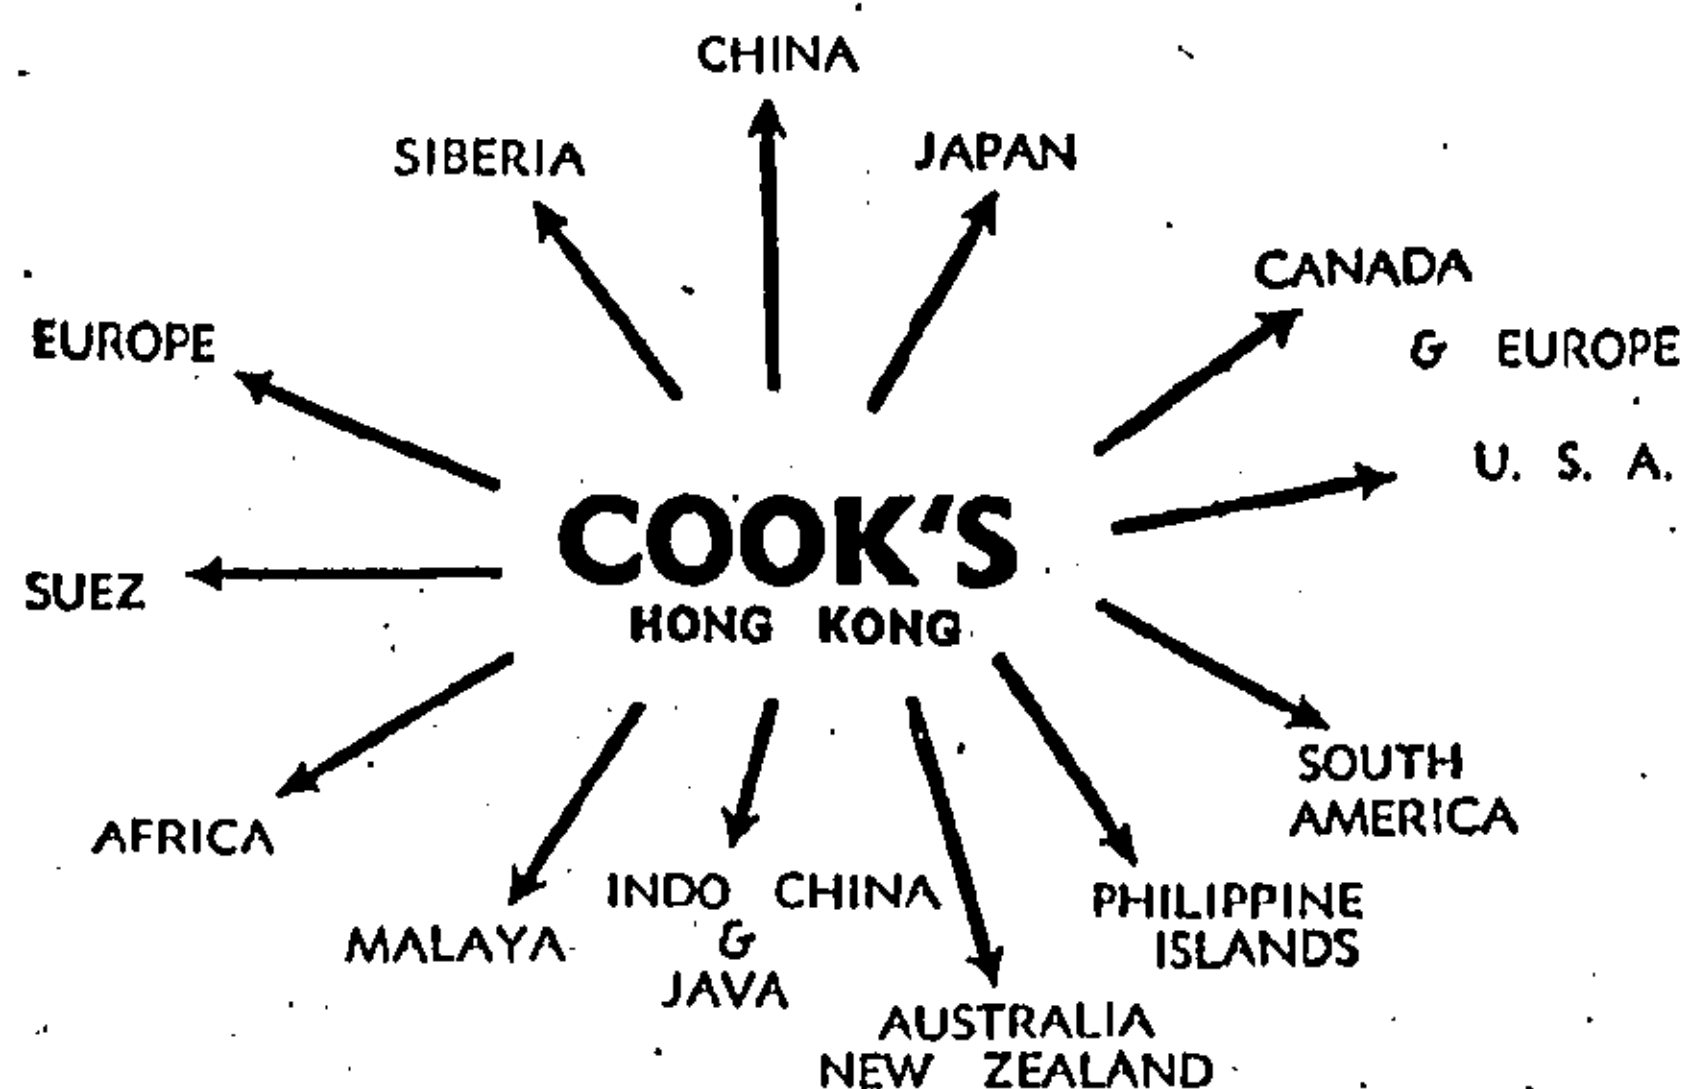 CHINA
SIBERIA
JAPAN
CANADA
& EUROPE
EUROPE
U. S. A.
COOK'S
HONG KONG
SUEZ
SOUTH
AMERICA
AFRICA
MALAYA
INDO CHINA
&
JAVA
PHILIPPINE
ISLANDS
AUSTRALIA
NEW ZEALAND